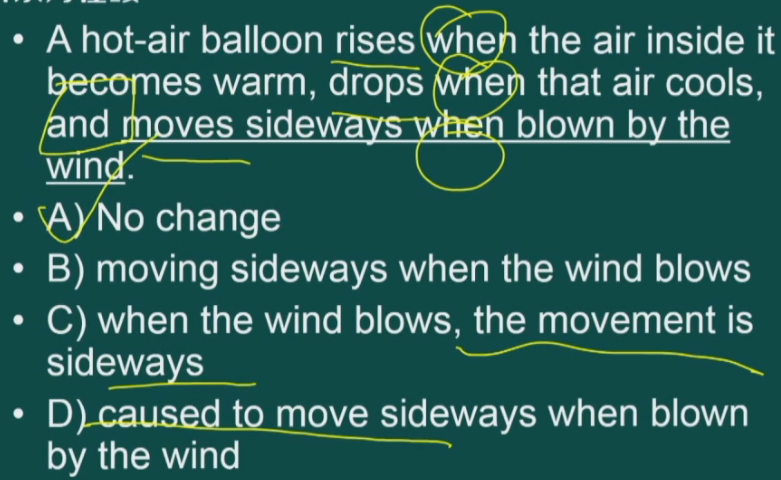 • A hot-air balloon rises when the air inside it
becomes warm, drops when that air cools,
and moves sideways when blown by the
wind.
• A) No change
• B) moving sideways when the wind blows
• C) when the wind blows, the movement is
sideways
• D) caused to move sideways when blown
by the wind